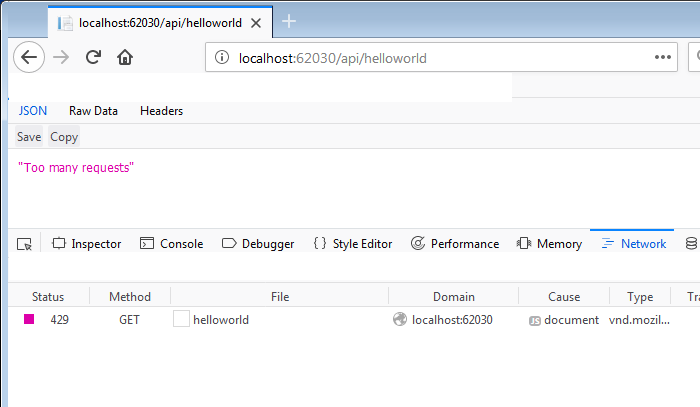 localhost:62030/api/helloworld
localhost:62030/api/helloworld
JSON Raw Data Headers
Save Copy
"Too many requests"
Inspector Console Debugger Style Editor Performance Memory Network
Status Method File Domain Cause Type Tra
429 GET helloworld localhost:62030 JS document vnd.mozil...